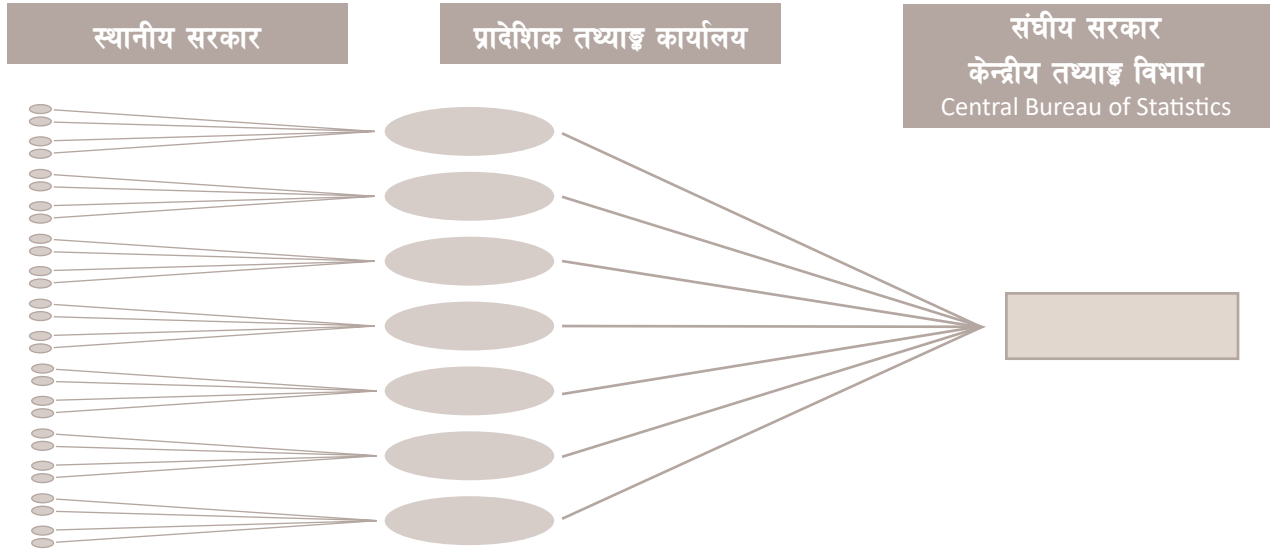 स्थानीय सरकार
प्रादेशिक तथ्याङ्क कार्यालय
संघीय सरकार
केन्द्रीय तथ्याङ्क विभाग
Central Bureau of Statistics